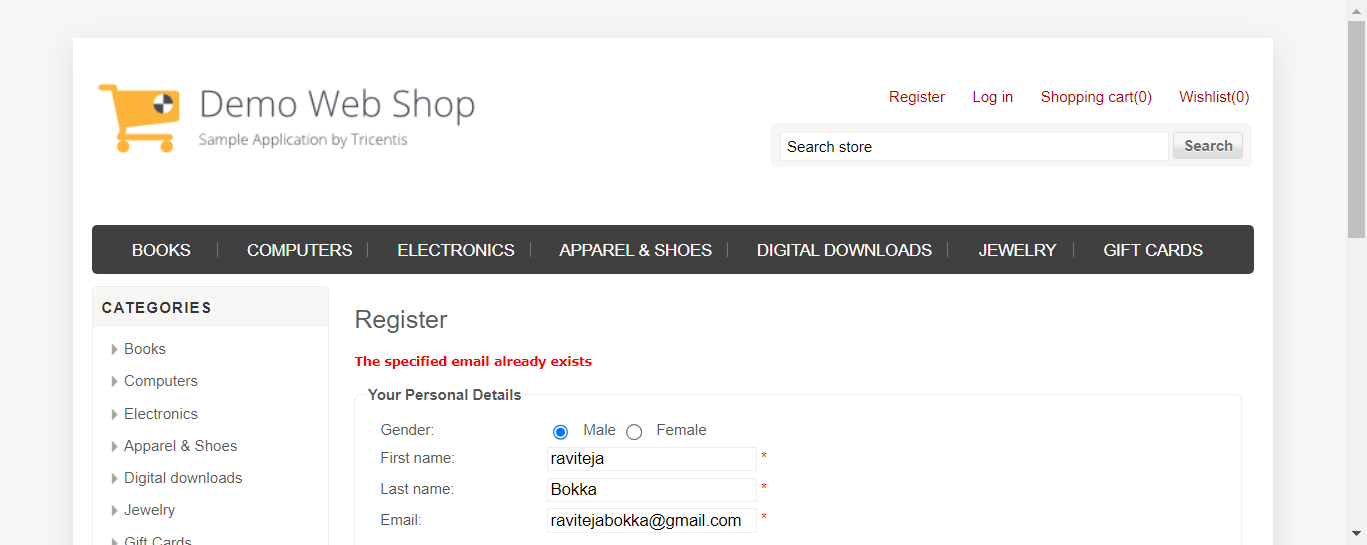 Demo Web Shop
Sample Application by Tricentis
Register Log in Shopping cart(0) Wishlist(0)
Search store Search
BOOKS COMPUTERS ELECTRONICS APPAREL & SHOES DIGITAL DOWNLOADS JEWELRY GIFT CARDS
CATEGORIES
Books
Computers
Electronics
Apparel & Shoes
Digital downloads
Jewelry
Gift Cards
Register
The specified email already exists
Your Personal Details
Gender: Male Female
First name: raviteja *
Last name: Bokka *
Email: ravitejabokka@gmail.com *